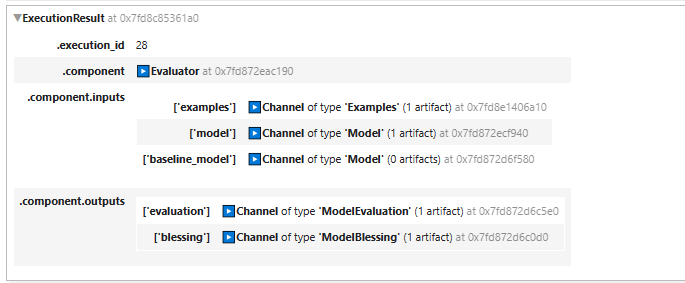 ▼ExecutionResult at 0x7fd8c85361a0
.execution_id 28
.component Evaluator at 0x7fd872eac190
.component.inputs
['examples'] Channel of type 'Examples' (1 artifact) at 0x7fd8e1406a10
['model'] Channel of type 'Model' (1 artifact) at 0x7fd872ecf940
['baseline_model'] Channel of type 'Model' (0 artifacts) at 0x7fd872d6f580
.component.outputs
['evaluation'] Channel of type 'ModelEvaluation' (1 artifact) at 0x7fd872d6c5e0
['blessing'] Channel of type 'ModelBlessing' (1 artifact) at 0x7fd872d6c0d0